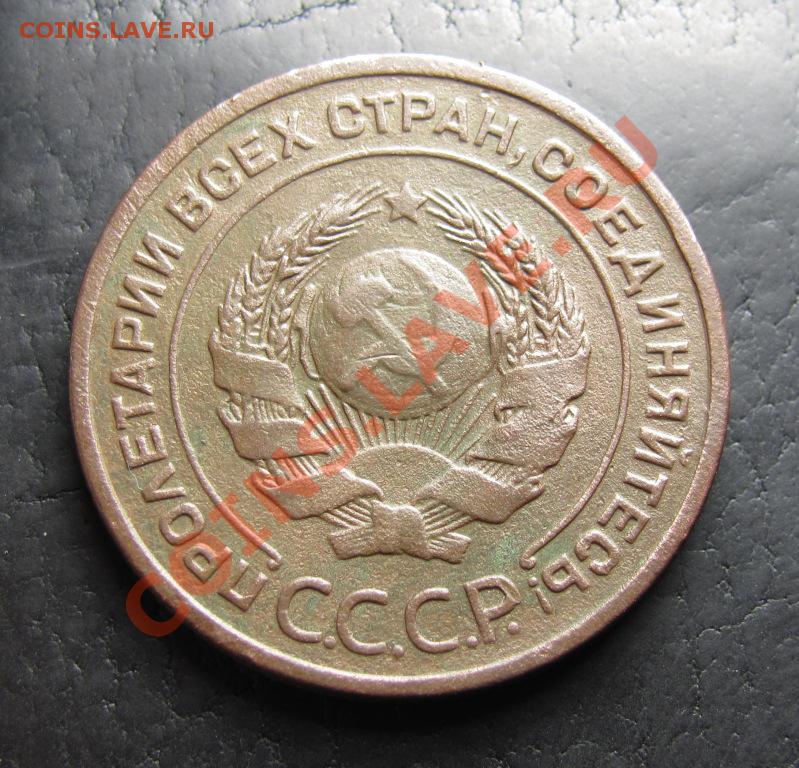 COINS.LAVE.RU
ПРОЛЕТАРИИ ВСЕХ СТРАН, СОЕДИНЯЙТЕСЬ!
С.С.С.Р.
COINS.LAVE.RU